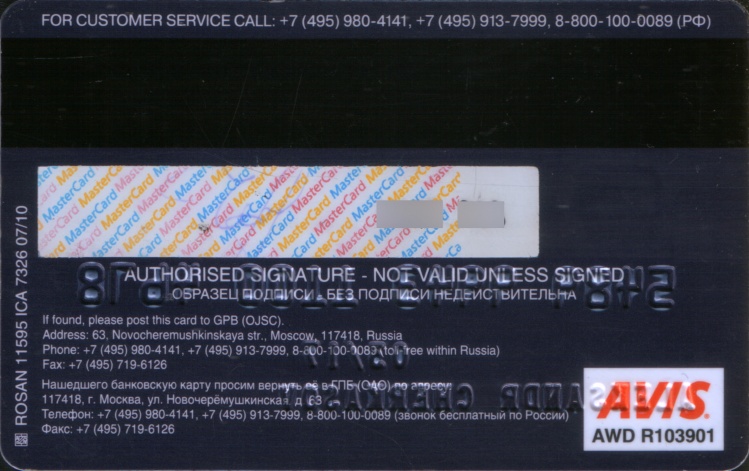 FOR CUSTOMER SERVICE CALL: +7 (495) 980-4141, +7 (495) 913-7999, 8-800-100-0089 (РФ)
MasterCard MasterCard MasterCard
AUTHORISED SIGNATURE - NOT VALID UNLESS SIGNED
ОБРАЗЕЦ ПОДПИСИ - БЕЗ ПОДПИСИ НЕДЕЙСТВИТЕЛЬНА
If found, please post this card to GPB (OJSC).
Address: 63, Novocheremushkinskaya str., Moscow, 117418, Russia
Phone: +7 (495) 980-4141, +7 (495) 913-7999, 8-800-100-0089 (toll free within Russia)
Fax: +7 (495) 719-6126
Нашедшего банковскую карту просим вернуть её в ГПБ (ОАО) по адресу
117418, г. Москва, ул. Новочерёмушкинская, д. 63
Телефон: +7 (495) 980-4141, +7 (495) 913-7999, 8-800-100-0089 (звонок бесплатный по России)
Факс: +7 (495) 719-6126
ROSAN 11595 ICA 7326 07/10
AVIS
AWD R103901